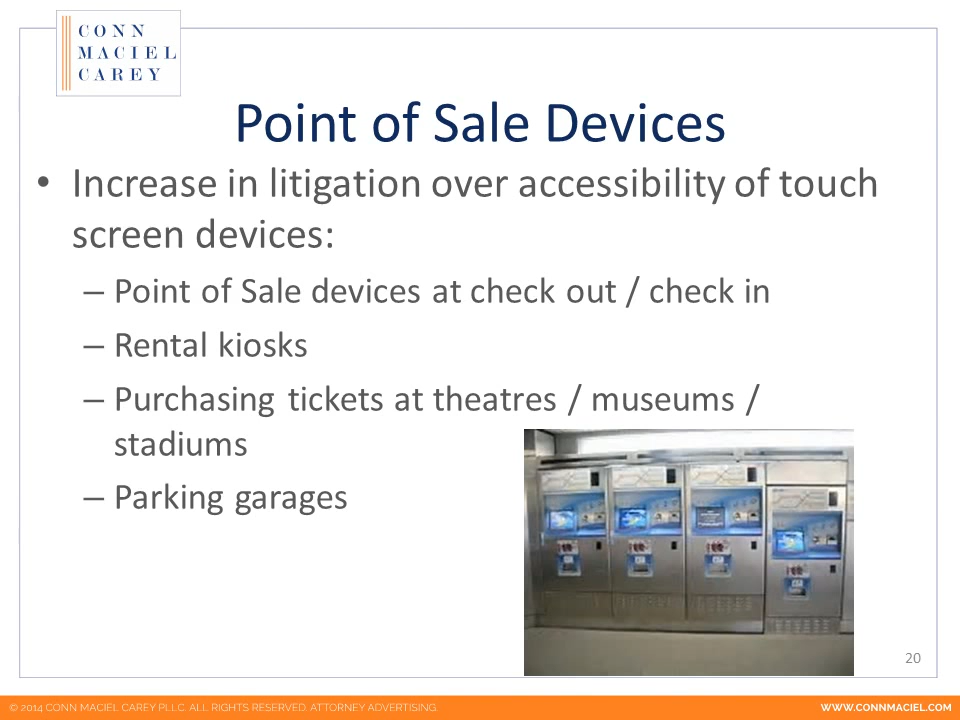 CONN
MACIEL
CAREY
Point of Sale Devices
• Increase in litigation over accessibility of touch
screen devices:
– Point of Sale devices at check out / check in
– Rental kiosks
– Purchasing tickets at theatres / museums /
stadiums
– Parking garages
20
© 2014 CONN MACIEL CAREY PLLC. ALL RIGHTS RESERVED. ATTORNEY ADVERTISING.
WWW.CONNMACIEL.COM